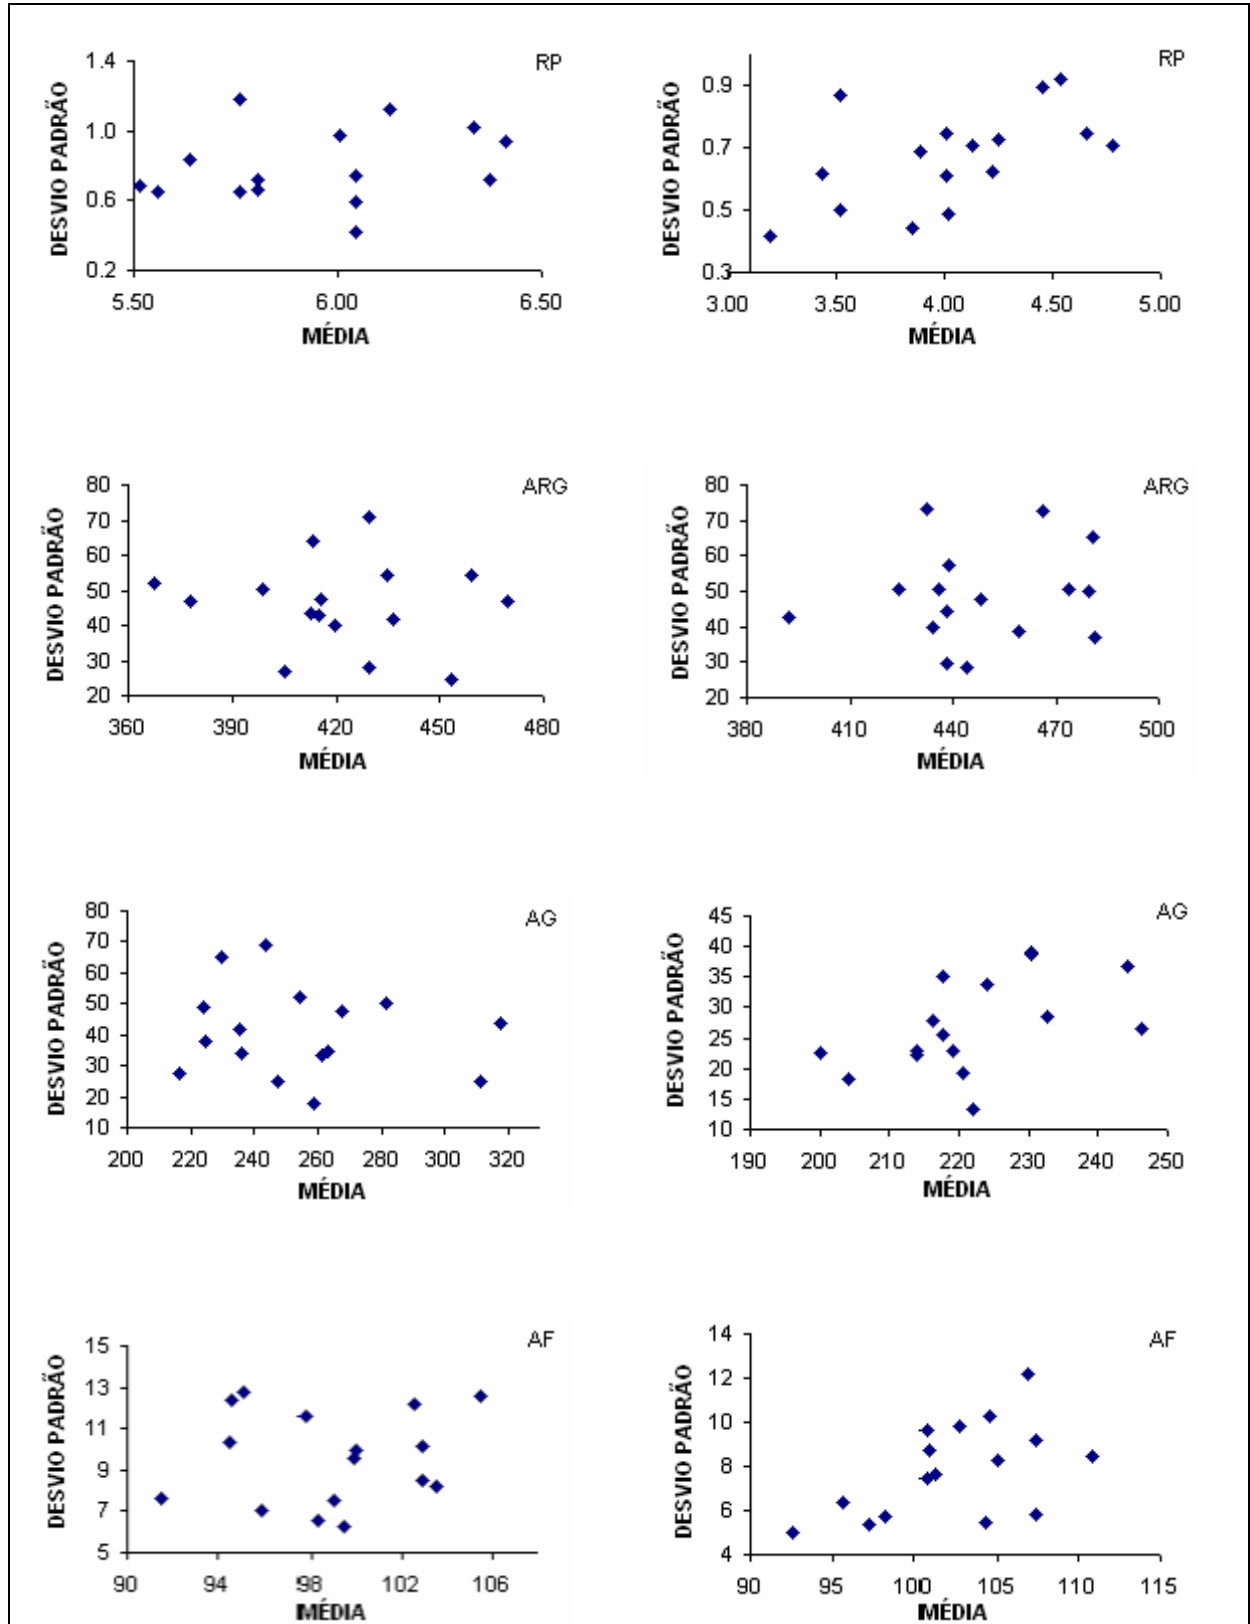 RP
DESVIO PADRÃO
1.4
1.0
0.6
0.2
5.50 6.00 6.50
MÉDIA
RP
DESVIO PADRÃO
0.9
0.7
0.5
0.3
3.00 3.50 4.00 4.50 5.00
MÉDIA
ARG
DESVIO PADRÃO
80
70
60
50
40
30
20
360 390 420 450 480
MÉDIA
ARG
DESVIO PADRÃO
80
70
60
50
40
30
20
380 410 440 470 500
MÉDIA
AG
DESVIO PADRÃO
80
70
60
50
40
30
20
10
200 220 240 260 280 300 320
MÉDIA
AG
DESVIO PADRÃO
45
40
35
30
25
20
15
10
190 200 210 220 230 240 250
MÉDIA
AF
DESVIO PADRÃO
15
13
11
9
7
5
90 94 98 102 106
MÉDIA
AF
DESVIO PADRÃO
14
12
10
8
6
4
90 95 100 105 110 115
MÉDIA